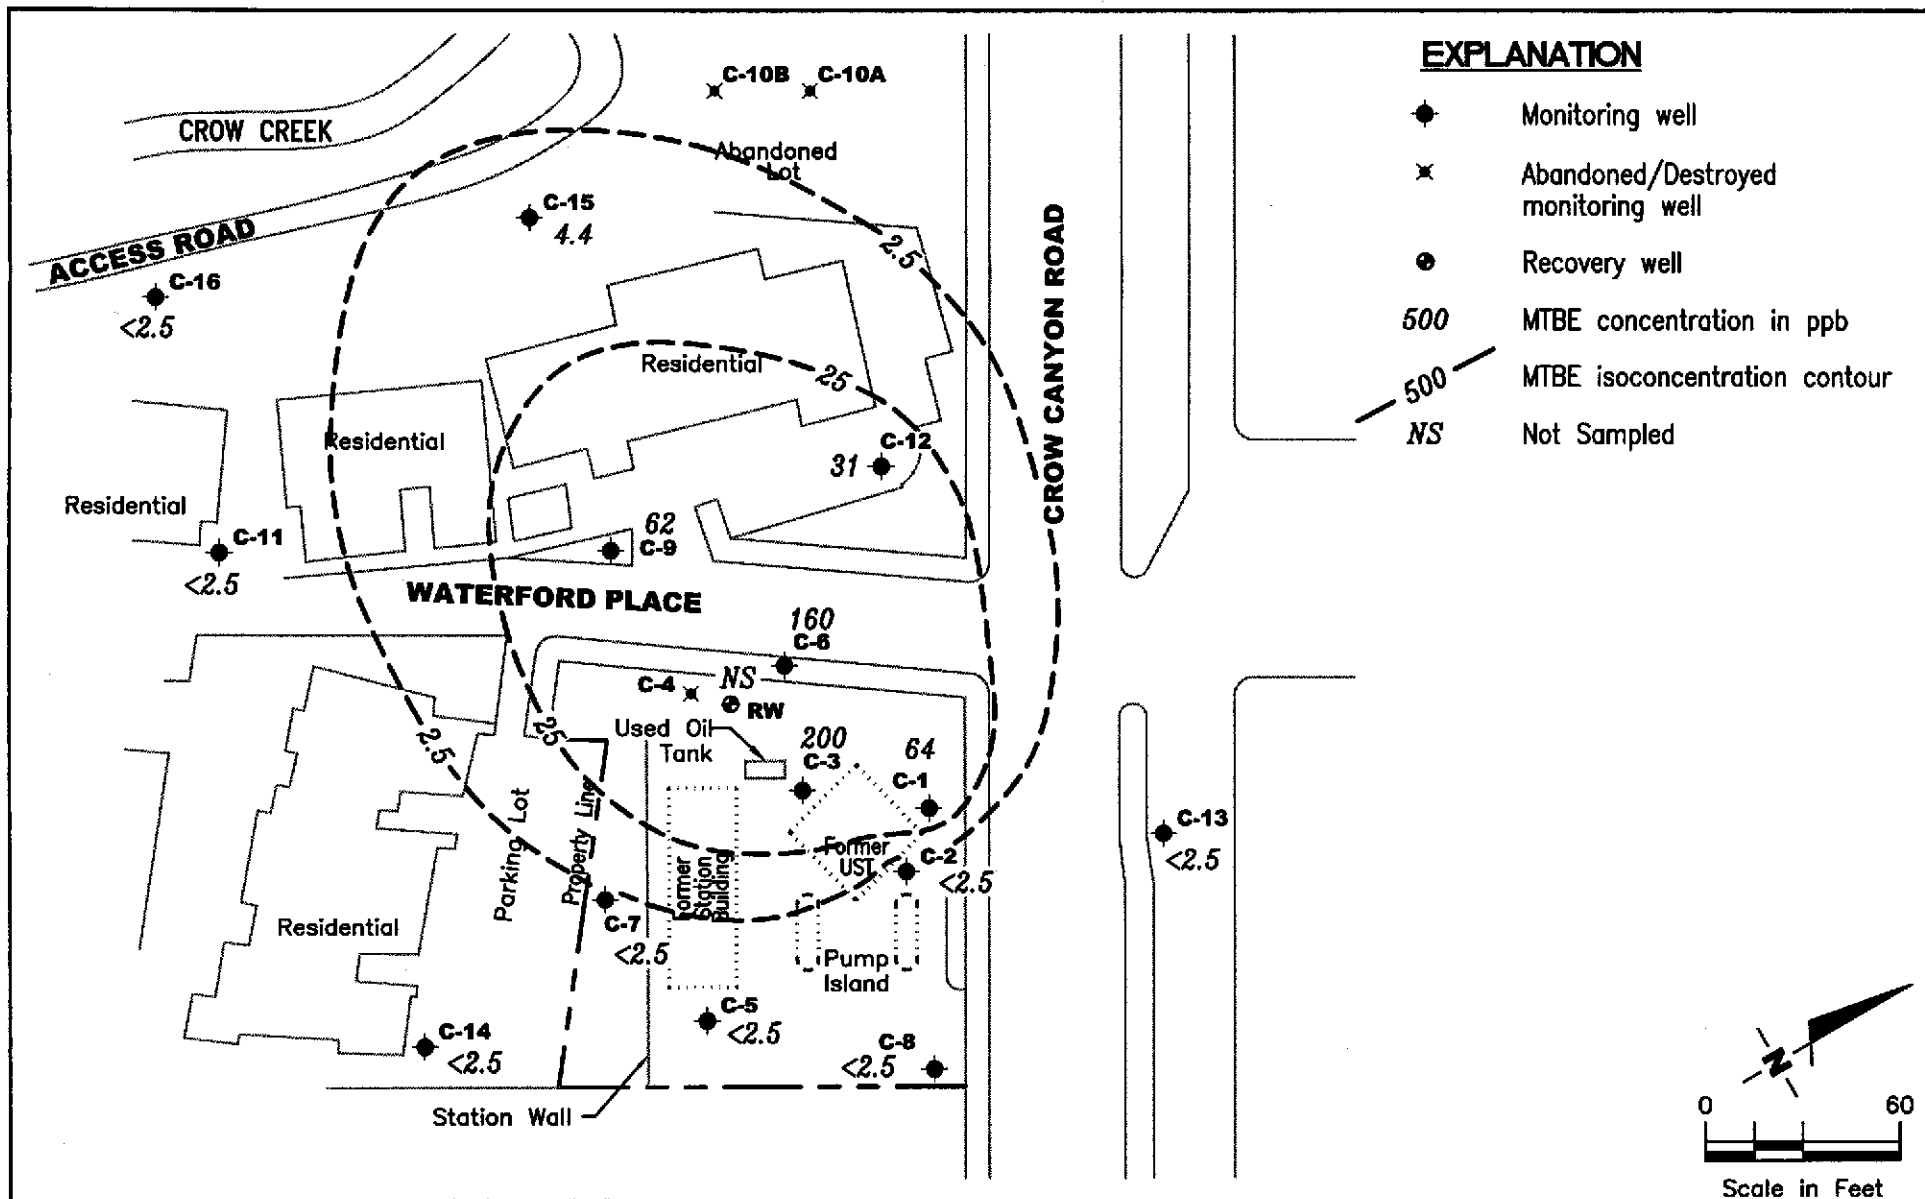 EXPLANATION
Monitoring well
Abandoned/Destroyed
monitoring well
Recovery well
500
MTBE concentration in ppb
500
MTBE isoconcentration contour
NS
Not Sampled
C-10B
C-10A
CROW CREEK
Abandoned
Lot
C-15
4.4
ACCESS ROAD
C-16
<2.5
2.5
CROW CANYON ROAD
Residential
25
Residential
C-12
31
Residential
C-11
<2.5
62
C-9
WATERFORD PLACE
160
C-6
NS
C-4
RW
Used Oil
Tank
200
C-3
64
C-1
2.5
25
C-13
<2.5
Parking Lot
Property Line
Former
Station
Building
Former
UST
C-2
<2.5
C-7
<2.5
Residential
Pump
Island
C-5
<2.5
C-14
<2.5
C-8
<2.5
Station Wall
N
0
60
Scale in Feet